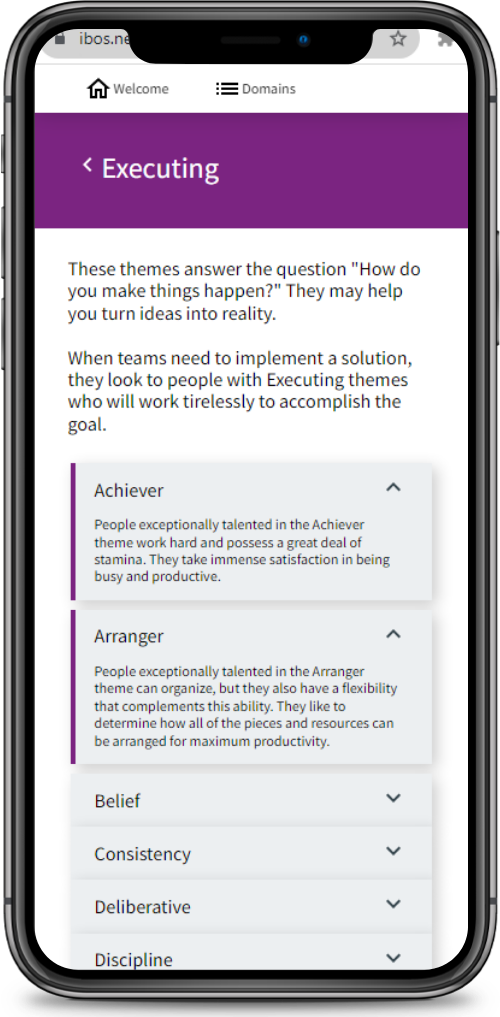 ibos.ne
Welcome
Domains
Executing
These themes answer the question "How do
you make things happen?" They may help
you turn ideas into reality.
When teams need to implement a solution,
they look to people with Executing themes
who will work tirelessly to accomplish the
goal.
Achiever
People exceptionally talented in the Achiever
theme work hard and possess a great deal of
stamina. They take immense satisfaction in being
busy and productive.
Arranger
People exceptionally talented in the Arranger
theme can organize, but they also have a flexibility
that complements this ability. They like to
determine how all of the pieces and resources can
be arranged for maximum productivity.
Belief
Consistency
Deliberative
Discipline